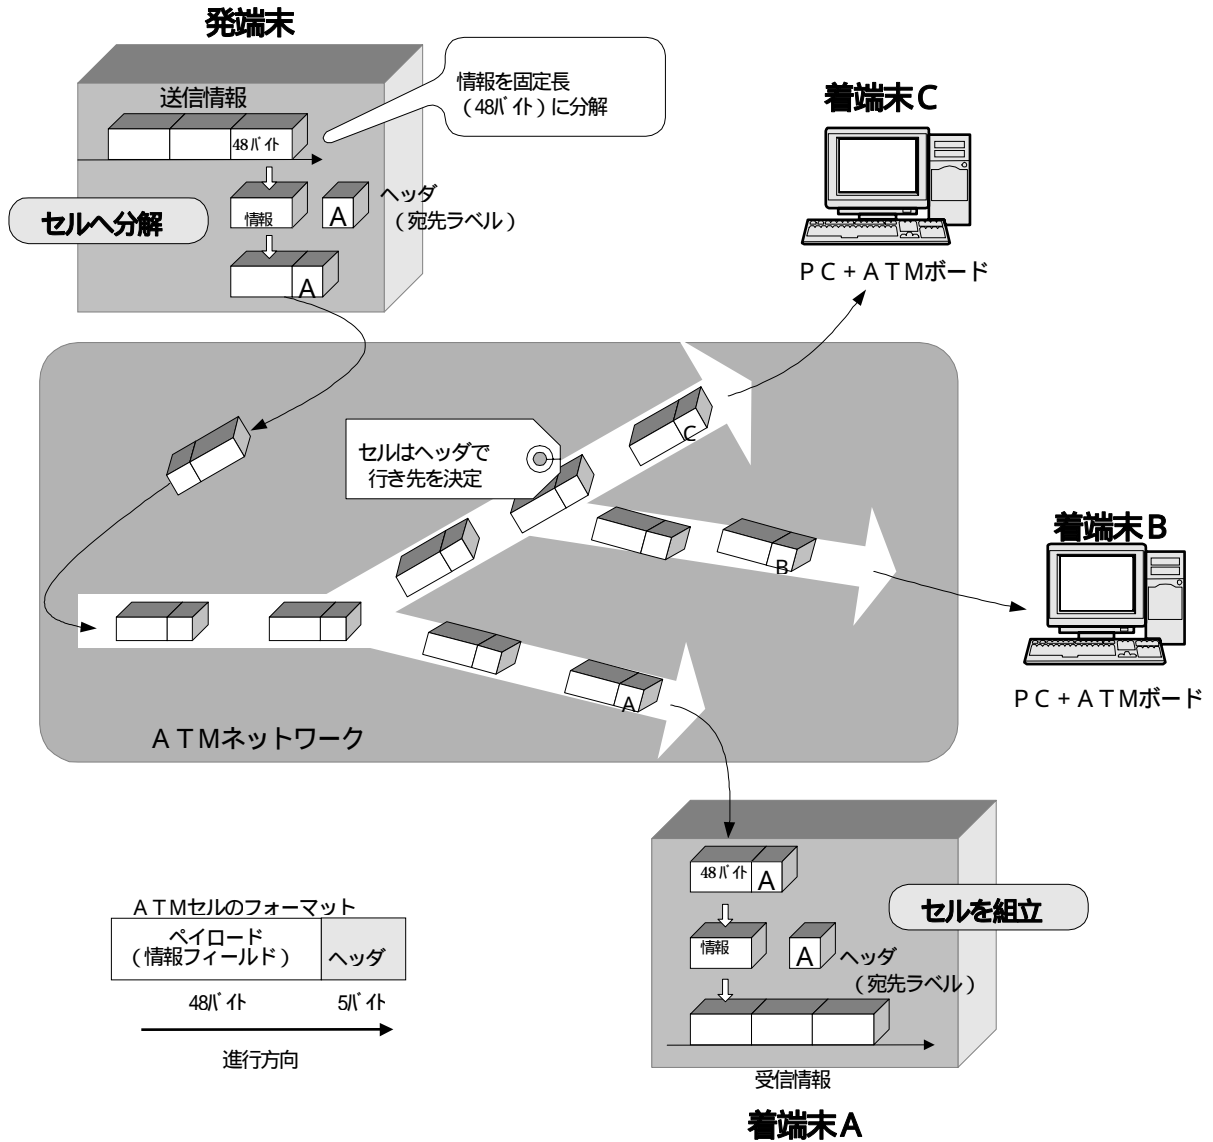 発端末
送信情報
情報を固定長
（48バイト）に分解
48バイト
セルへ分解
情報
A
ヘッダ
（宛先ラベル）
A
着端末C
PC+ATMボード
セルはヘッダで
行き先を決定
C
B
A
着端末B
PC+ATMボード
ATMネットワーク
48バイト
A
セルを組立
情報
A
ヘッダ
（宛先ラベル）
受信情報
着端末A
ATMセルのフォーマット
ペイロード
（情報フィールド）
ヘッダ
48バイト
5バイト
進行方向